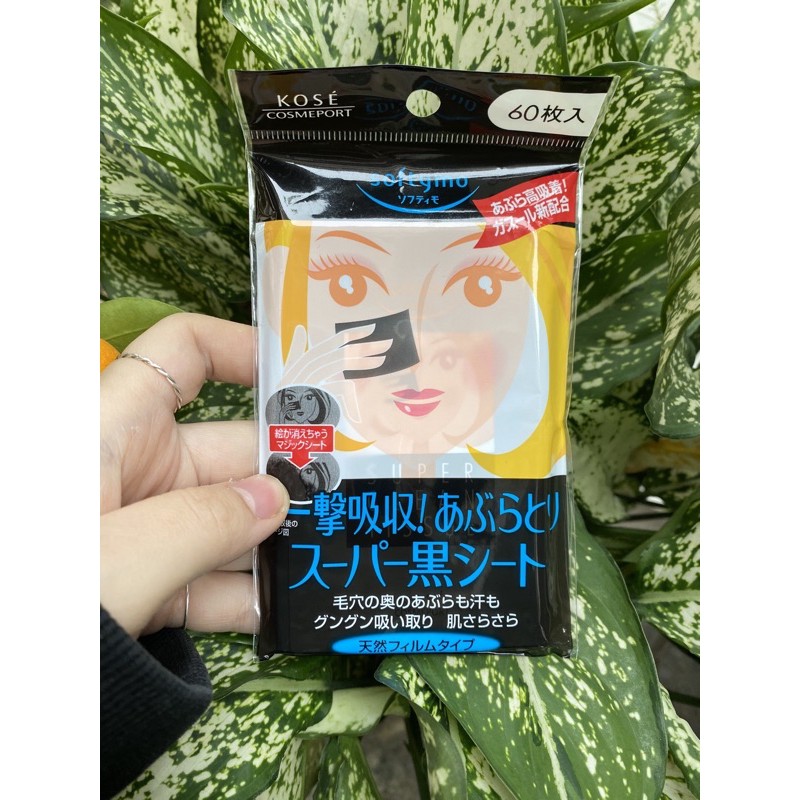 KOSÉ
COSMEPORT
60枚入
softymo
ソフティモ
あぶら高吸着!
ガスール新配合
絵が消えちゃう
マジックシート
SUPER
一撃吸収!あぶらとり
スーパー黒シート
毛穴の奥のあぶらも汗も
グングン吸い取り 肌さらさら
天然フィルムタイプ